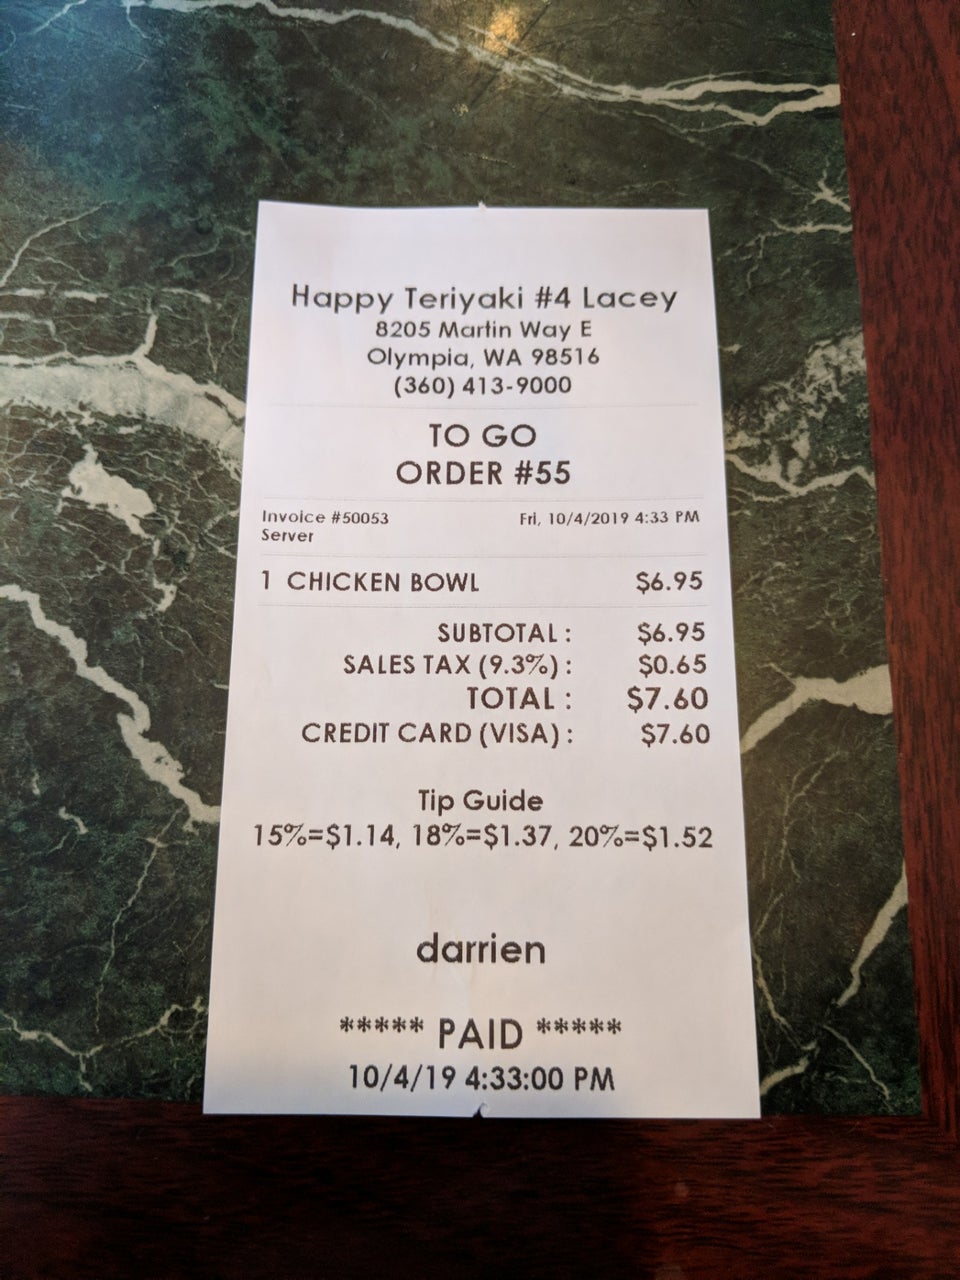 Happy Teriyaki #4 Lacey
8205 Martin Way E
Olympia, WA 98516
(360) 413-9000
TO GO
ORDER #55
Invoice #50053 Fri, 10/4/2019 4:33 PM
Server
1 CHICKEN BOWL $6.95
SUBTOTAL : $6.95
SALES TAX (9.3%) : $0.65
TOTAL : $7.60
CREDIT CARD (VISA) : $7.60
Tip Guide
15%=$1.14, 18%=$1.37, 20%=$1.52
darrien
***** PAID *****
10/4/19 4:33:00 PM